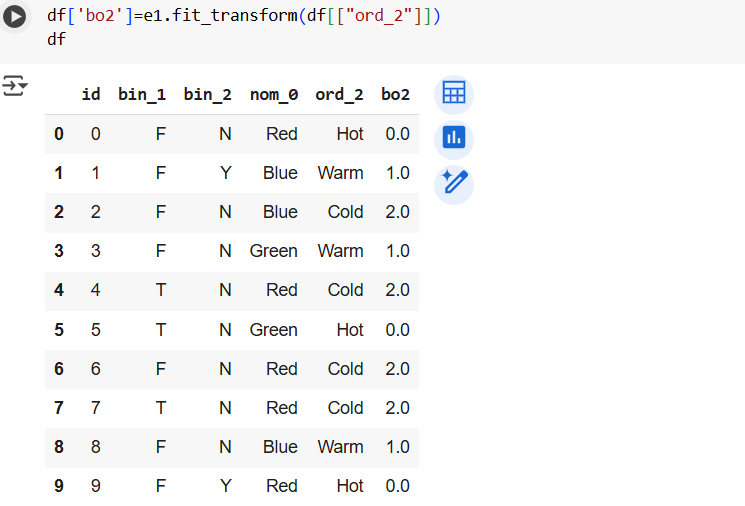 df['bo2']=e1.fit_transform(df[["ord_2"]])
df
id bin_1 bin_2 nom_0 ord_2 bo2
0 0 F N Red Hot 0.0
1 1 F Y Blue Warm 1.0
2 2 F N Blue Cold 2.0
3 3 F N Green Warm 1.0
4 4 T N Red Cold 2.0
5 5 T N Green Hot 0.0
6 6 F N Red Cold 2.0
7 7 T N Red Cold 2.0
8 8 F N Blue Warm 1.0
9 9 F Y Red Hot 0.0